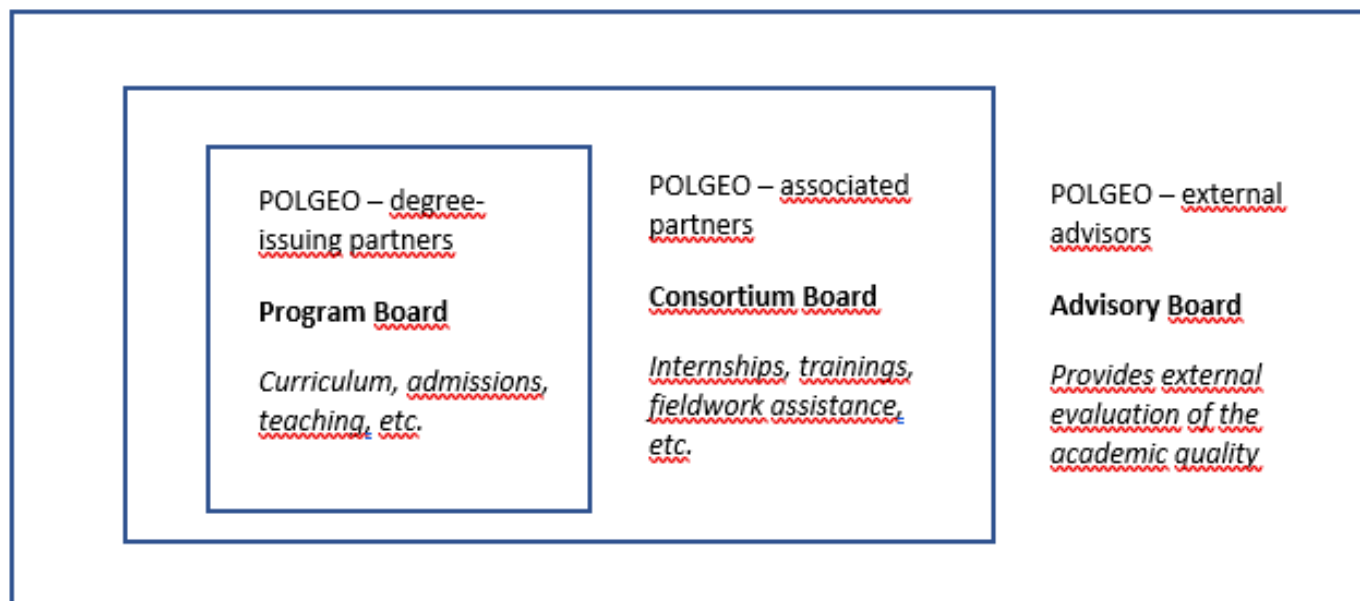 POLGEO – degree-
issuing partners
Program Board
Curriculum, admissions,
teaching, etc.
POLGEO – associated
partners
Consortium Board
Internships, trainings,
fieldwork assistance,
etc.
POLGEO – external
advisors
Advisory Board
Provides external
evaluation of the
academic quality